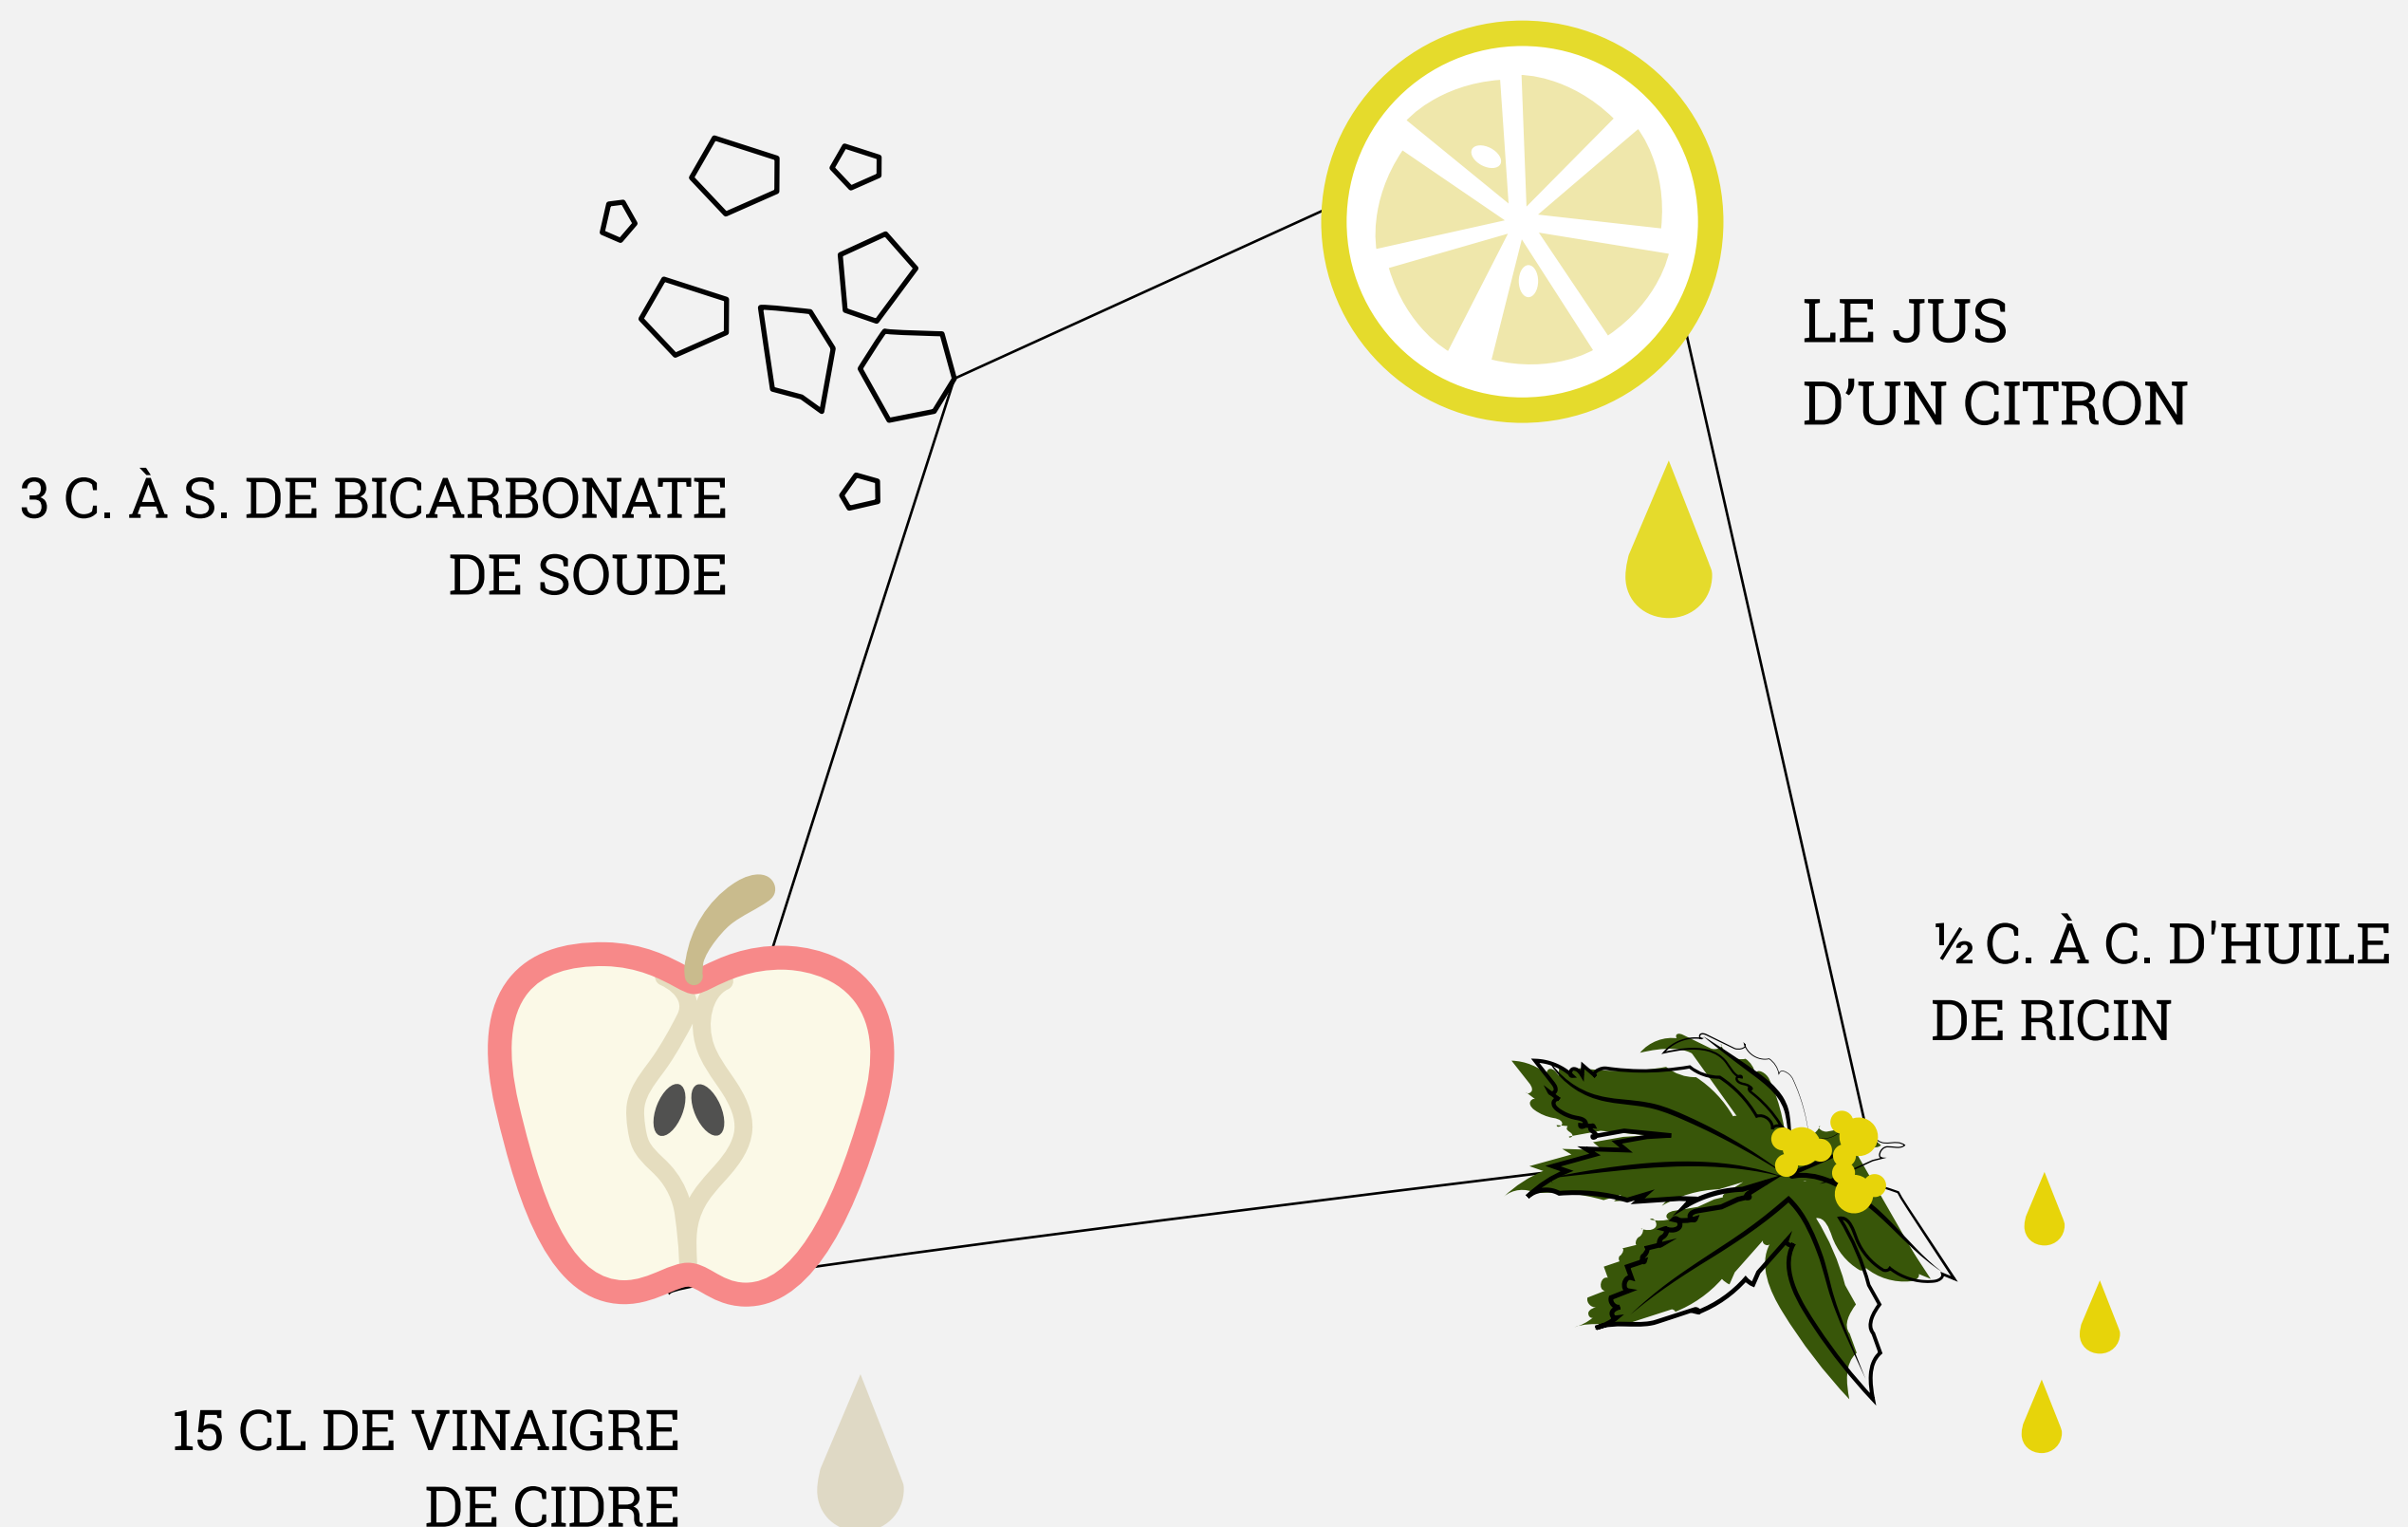 LE JUS
D'UN CITRON
3 C. À S. DE BICARBONATE
DE SOUDE
½ C. À C. D'HUILE
DE RICIN
15 CL DE VINAIGRE
DE CIDRE